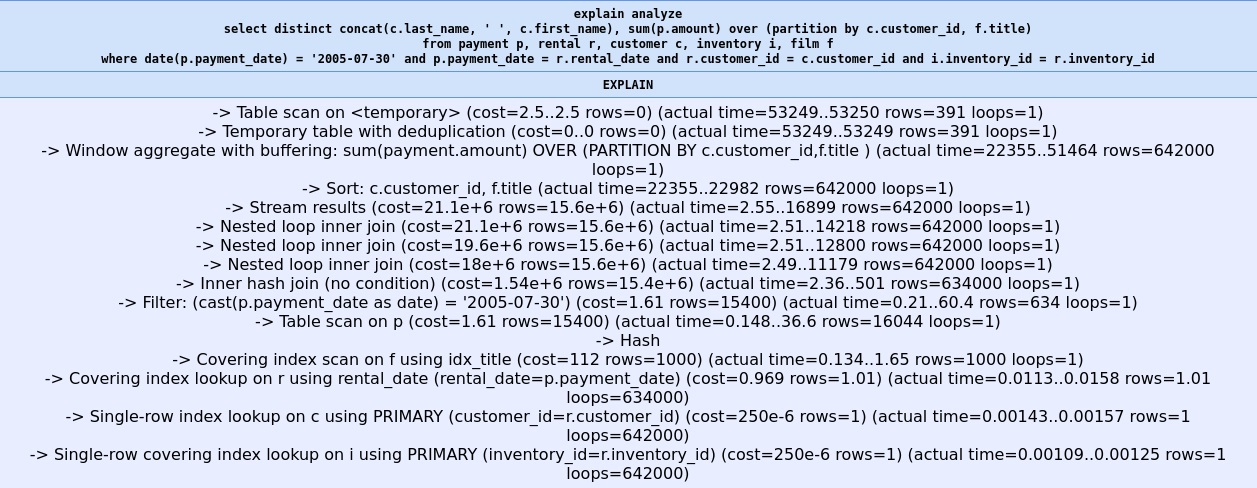 explain analyze
select distinct concat(c.last_name, ' ', c.first_name), sum(p.amount) over (partition by c.customer_id, f.title)
from payment p, rental r, customer c, inventory i, film f
where date(p.payment_date) = '2005-07-30' and p.payment_date = r.rental_date and r.customer_id = c.customer_id and i.inventory_id = r.inventory_id
EXPLAIN
-> Table scan on <temporary> (cost=2.5..2.5 rows=0) (actual time=53249..53250 rows=391 loops=1)
-> Temporary table with deduplication (cost=0..0 rows=0) (actual time=53249..53249 rows=391 loops=1)
-> Window aggregate with buffering: sum(payment.amount) OVER (PARTITION BY c.customer_id,f.title ) (actual time=22355..51464 rows=642000
loops=1)
-> Sort: c.customer_id, f.title (actual time=22355..22982 rows=642000 loops=1)
-> Stream results (cost=21.1e+6 rows=15.6e+6) (actual time=2.55..16899 rows=642000 loops=1)
-> Nested loop inner join (cost=21.1e+6 rows=15.6e+6) (actual time=2.51..14218 rows=642000 loops=1)
-> Nested loop inner join (cost=19.6e+6 rows=15.6e+6) (actual time=2.51..12800 rows=642000 loops=1)
-> Nested loop inner join (cost=18e+6 rows=15.6e+6) (actual time=2.49..11179 rows=642000 loops=1)
-> Inner hash join (no condition) (cost=1.54e+6 rows=15.4e+6) (actual time=2.36..501 rows=634000 loops=1)
-> Filter: (cast(p.payment_date as date) = '2005-07-30') (cost=1.61 rows=15400) (actual time=0.21..60.4 rows=634 loops=1)
-> Table scan on p (cost=1.61 rows=15400) (actual time=0.148..36.6 rows=16044 loops=1)
-> Hash
-> Covering index scan on f using idx_title (cost=112 rows=1000) (actual time=0.134..1.65 rows=1000 loops=1)
-> Covering index lookup on r using rental_date (rental_date=p.payment_date) (cost=0.969 rows=1.01) (actual time=0.0113..0.0158 rows=1.01
loops=634000)
-> Single-row index lookup on c using PRIMARY (customer_id=r.customer_id) (cost=250e-6 rows=1) (actual time=0.00143..0.00157 rows=1
loops=642000)
-> Single-row covering index lookup on i using PRIMARY (inventory_id=r.inventory_id) (cost=250e-6 rows=1) (actual time=0.00109..0.00125 rows=1
loops=642000)